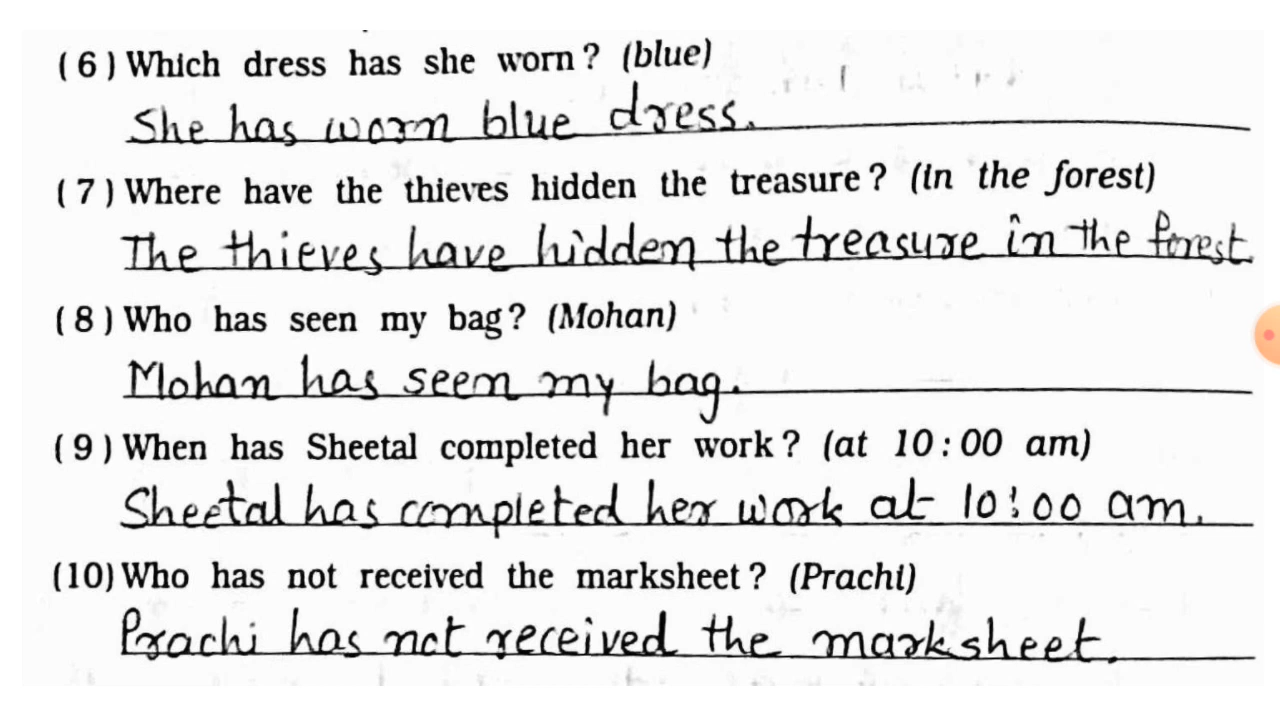 (6) Which dress has she worn? (blue)
She has worn blue dress.
(7) Where have the thieves hidden the treasure? (in the forest)
The thieves have hidden the treasure in the forest
(8) Who has seen my bag? (Mohan)
Mohan has seen my bag.
(9) When has Sheetal completed her work? (at 10:00 am)
Sheetal has completed her work at 10:00 am.
(10) Who has not received the marksheet? (Prachi)
Prachi has not received the marksheet.